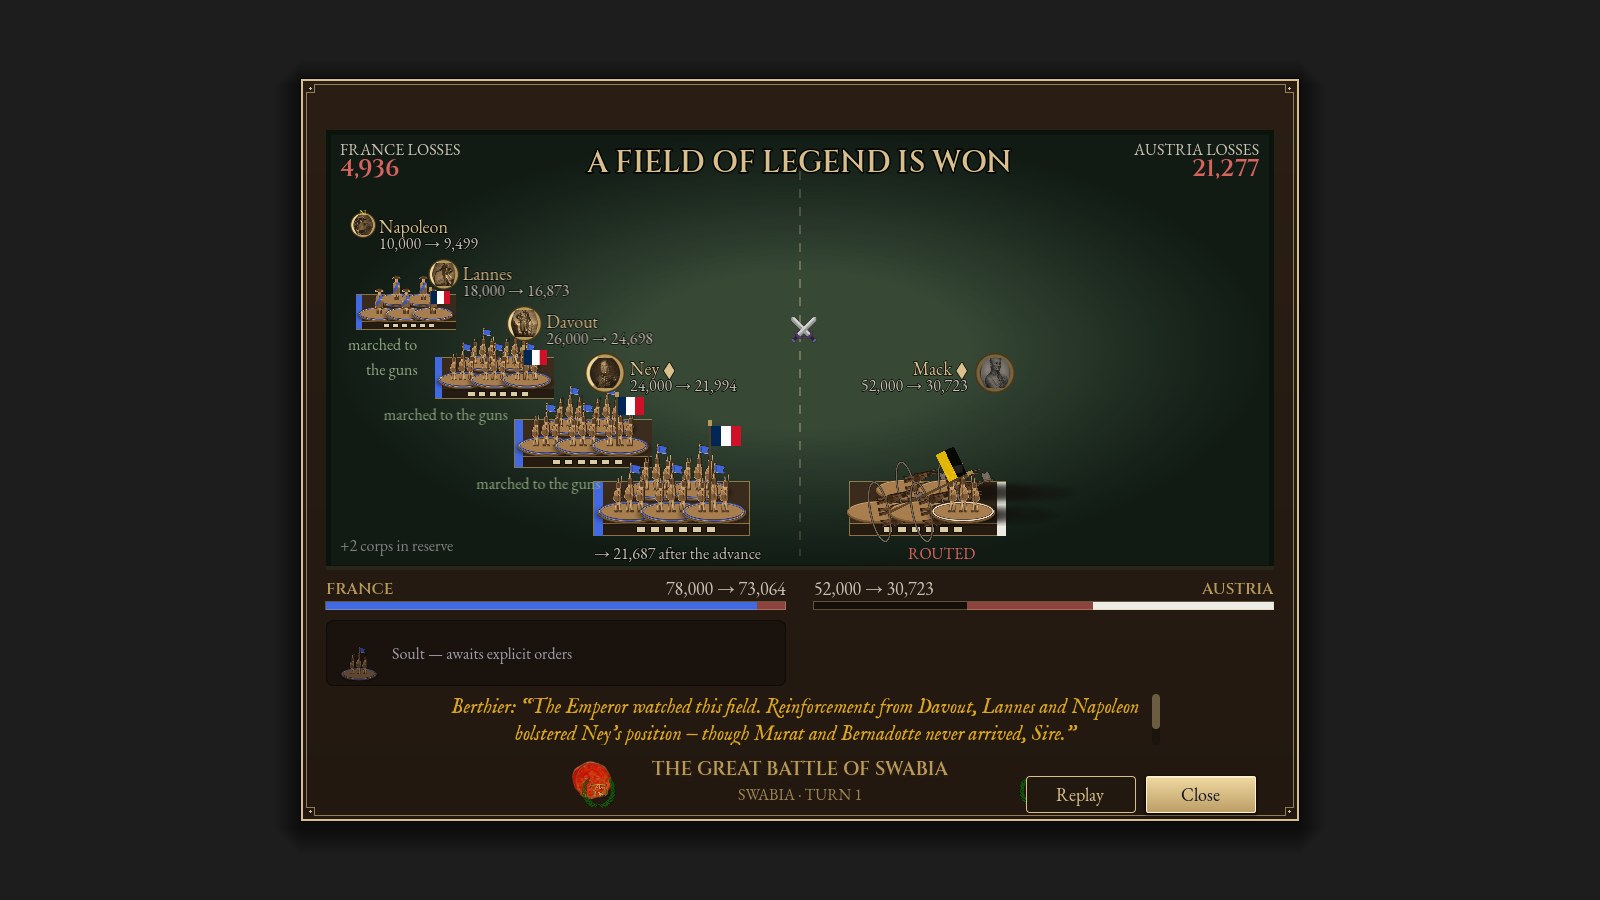 FRANCE LOSSES
4,936
A FIELD OF LEGEND IS WON
AUSTRIA LOSSES
21,277
Napoleon
10,000 → 9,499
Lannes
18,000 → 16,873
Davout
26,000 → 24,698
Ney
24,000 → 21,994
Mack
52,000 → 30,723
marched to
the guns
marched to the guns
marched to the guns
+2 corps in reserve
→ 21,687 after the advance
ROUTED
FRANCE
78,000 → 73,064
52,000 → 30,723
AUSTRIA
Soult — awaits explicit orders
Berthier: “The Emperor watched this field. Reinforcements from Davout, Lannes and Napoleon
bolstered Ney’s position — though Murat and Bernadotte never arrived, Sire.”
THE GREAT BATTLE OF SWABIA
SWABIA · TURN 1
Replay
Close